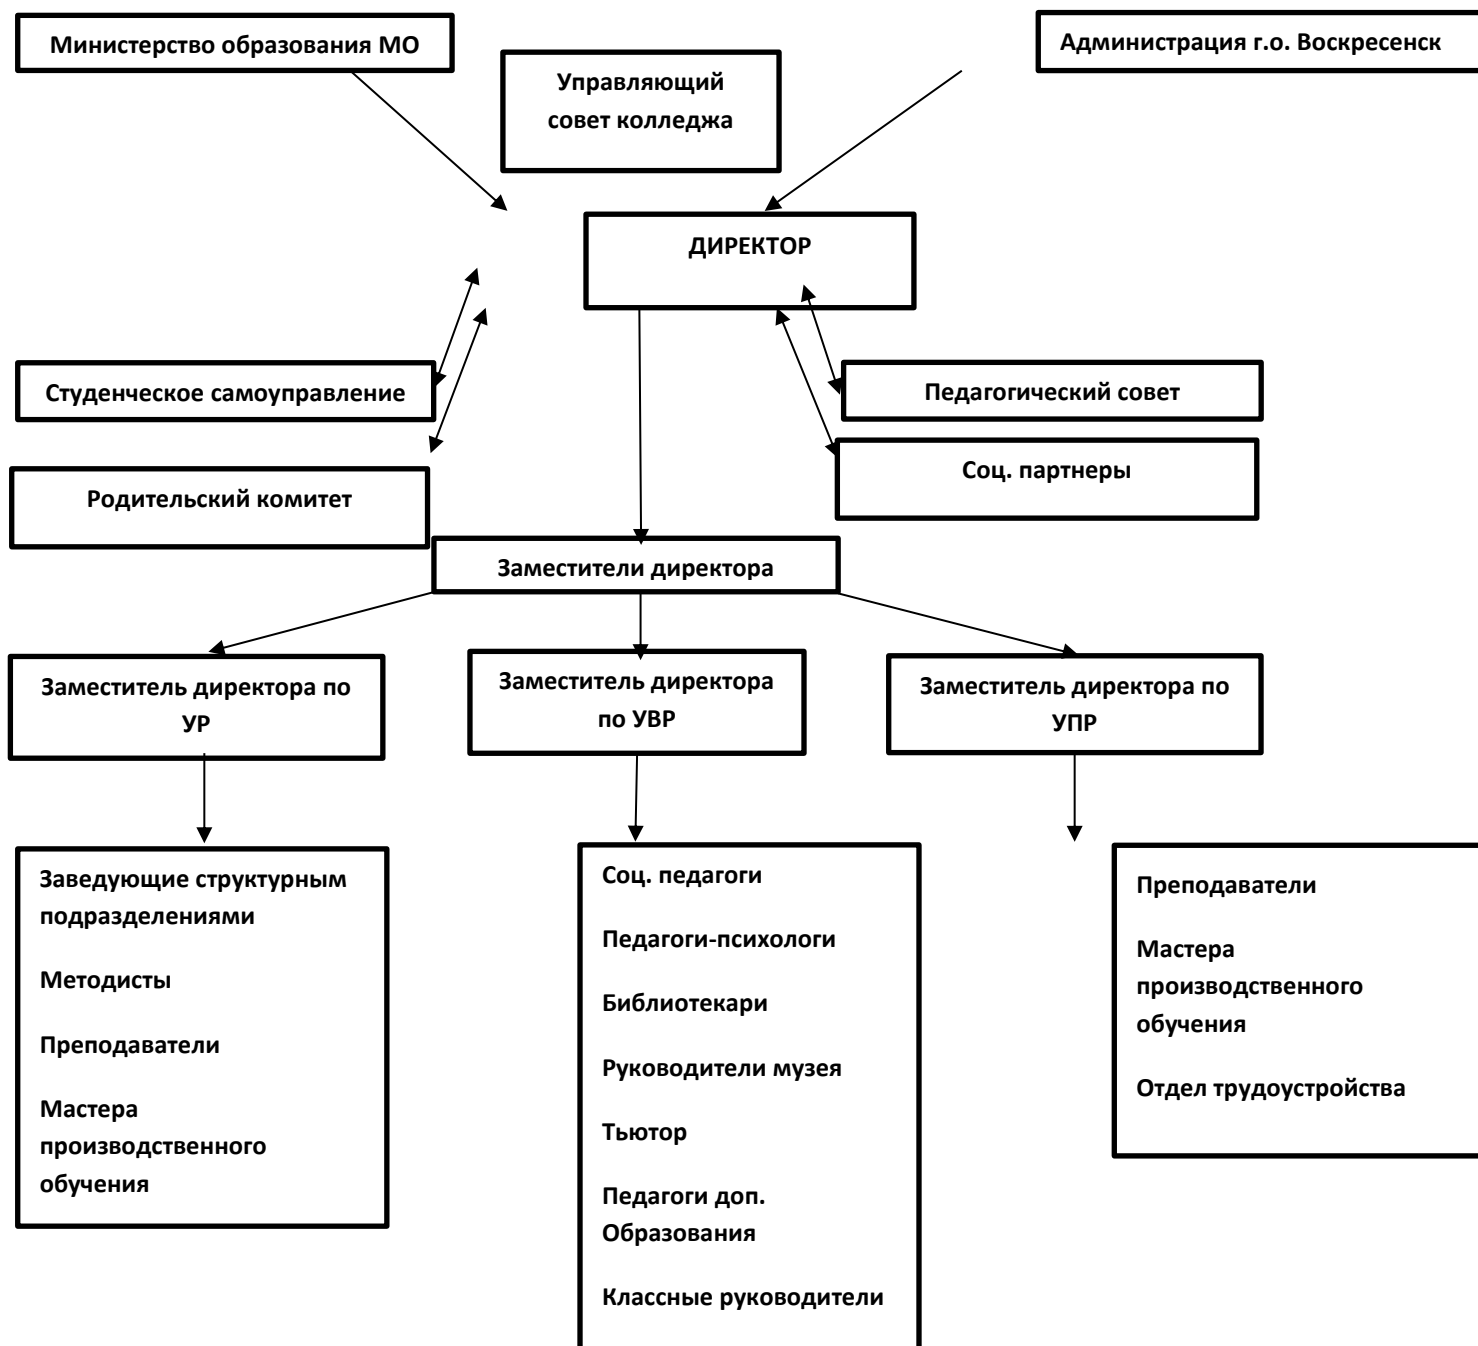 Министерство образования МО
Администрация г.о. Воскресенск
Управляющий
совет колледжа
ДИРЕКТОР
Студенческое самоуправление
Педагогический совет
Родительский комитет
Соц. партнеры
Заместители директора
Заместитель директора по
УР
Заместитель директора
по УВР
Заместитель директора по
УПР
Заведующие структурным
подразделениями
Методисты
Преподаватели
Мастера
производственного
обучения
Соц. педагоги
Педагоги-психологи
Библиотекари
Руководители музея
Тьютор
Педагоги доп.
Образования
Классные руководители
Преподаватели
Мастера
производственного
обучения
Отдел трудоустройства